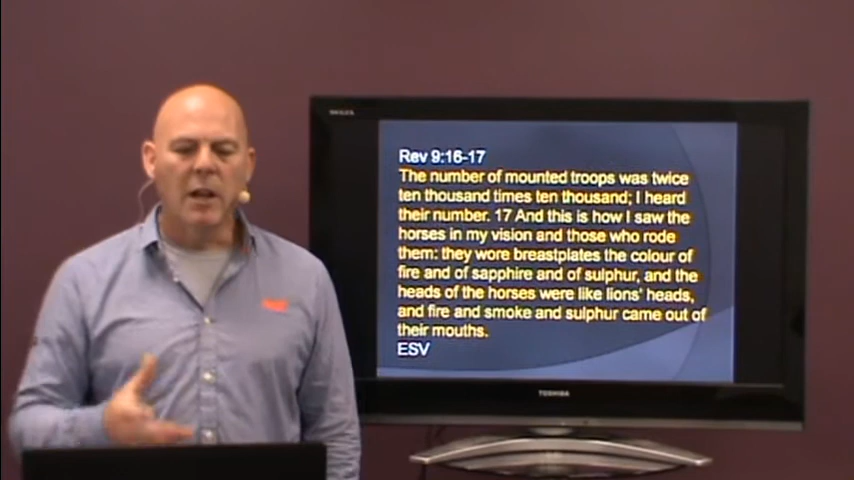 Rev 9:16-17
The number of mounted troops was twice
ten thousand times ten thousand; I heard
their number. 17 And this is how I saw the
horses in my vision and those who rode
them: they wore breastplates the colour of
fire and of sapphire and of sulphur, and the
heads of the horses were like lions' heads,
and fire and smoke and sulphur came out of
their mouths.
ESV
TOSHIBA